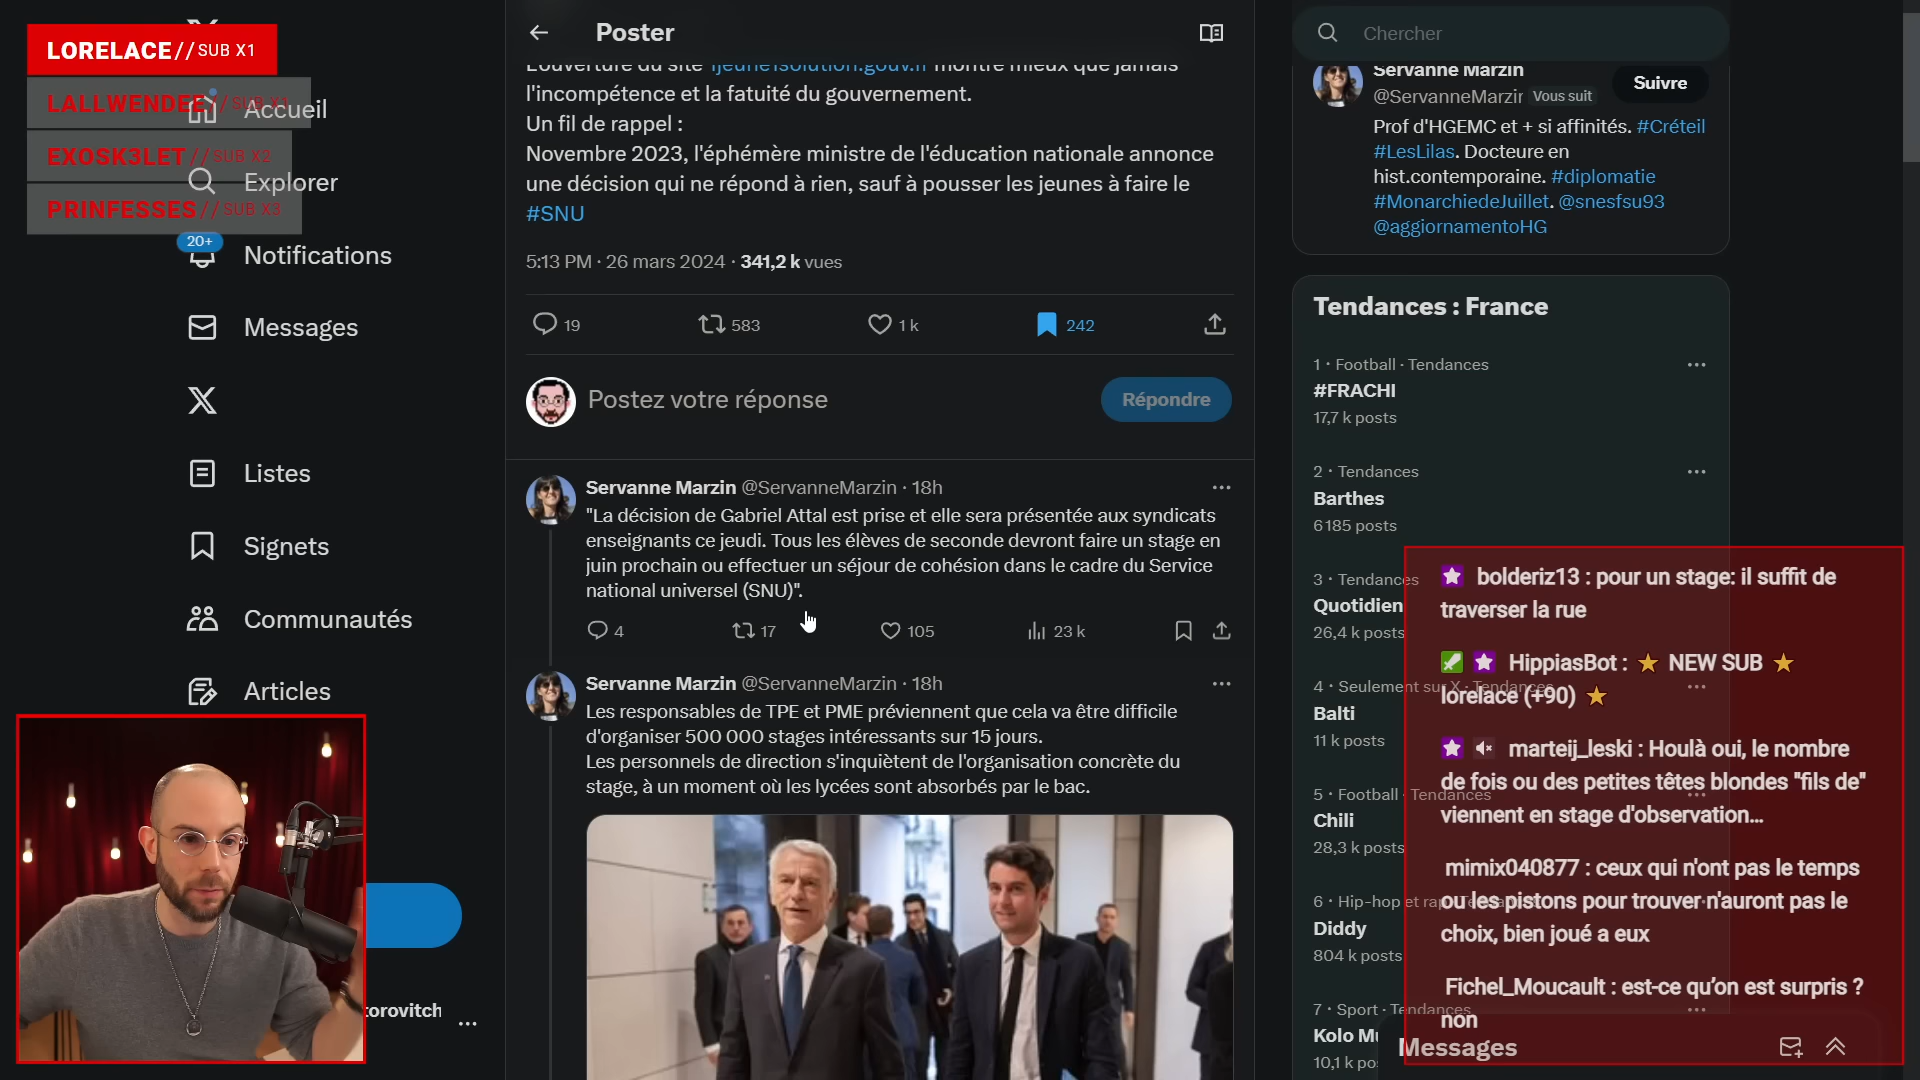 LORELACE // SUB X1
LALLWENDEE // SUB X1
EXOSK3LET // SUB X2
PRINFESSES // SUB X3
Accueil
Explorer
20+
Notifications
Messages
Listes
Signets
Communautés
Articles
torovitch
Poster
L'ouverture du site 1jeune1solution.gouv.fr montre mieux que jamais
l'incompétence et la fatuité du gouvernement.
Un fil de rappel :
Novembre 2023, l'éphémère ministre de l'éducation nationale annonce
une décision qui ne répond à rien, sauf à pousser les jeunes à faire le
#SNU
5:13 PM · 26 mars 2024 · 341,2 k vues
19 583 1 k 242
Postez votre réponse
Répondre
Servanne Marzin @ServanneMarzin · 18h
"La décision de Gabriel Attal est prise et elle sera présentée aux syndicats
enseignants ce jeudi. Tous les élèves de seconde devront faire un stage en
juin prochain ou effectuer un séjour de cohésion dans le cadre du Service
national universel (SNU)".
4 17 105 23 k
Servanne Marzin @ServanneMarzin · 18h
Les responsables de TPE et PME préviennent que cela va être difficile
d'organiser 500 000 stages intéressants sur 15 jours.
Les personnels de direction s'inquiètent de l'organisation concrète du
stage, à un moment où les lycées sont absorbés par le bac.
Chercher
Servanne Marzin
@ServanneMarzin Vous suit
Suivre
Prof d'HGEMC et + si affinités. #Créteil
#LesLilas. Docteure en
hist.contemporaine. #diplomatie
#MonarchiedeJuillet. @snesfsu93
@aggiornamentoHG
Tendances : France
1 · Football · Tendances
#FRACHI
17,7 k posts
2 · Tendances
Barthes
6 185 posts
3 · Tendances
Quotidien
26,4 k posts
4 · Seulement sur X · Tendances
Balti
11 k posts
5 · Football · Tendances
Chili
28,3 k posts
6 · Hip-hop et rap
Diddy
804 k posts
7 · Sport · Tendances
Kolo Mu
10,1 k po
bolderiz13 : pour un stage: il suffit de
traverser la rue
HippiasBot : ★ NEW SUB ★
lorelace (+90) ★
marteij_leski : Houlà oui, le nombre
de fois ou des petites têtes blondes "fils de"
viennent en stage d'observation...
mimix040877 : ceux qui n'ont pas le temps
ou les pistons pour trouver n'auront pas le
choix, bien joué a eux
Fichel_Moucault : est-ce qu'on est surpris ?
non
Messages